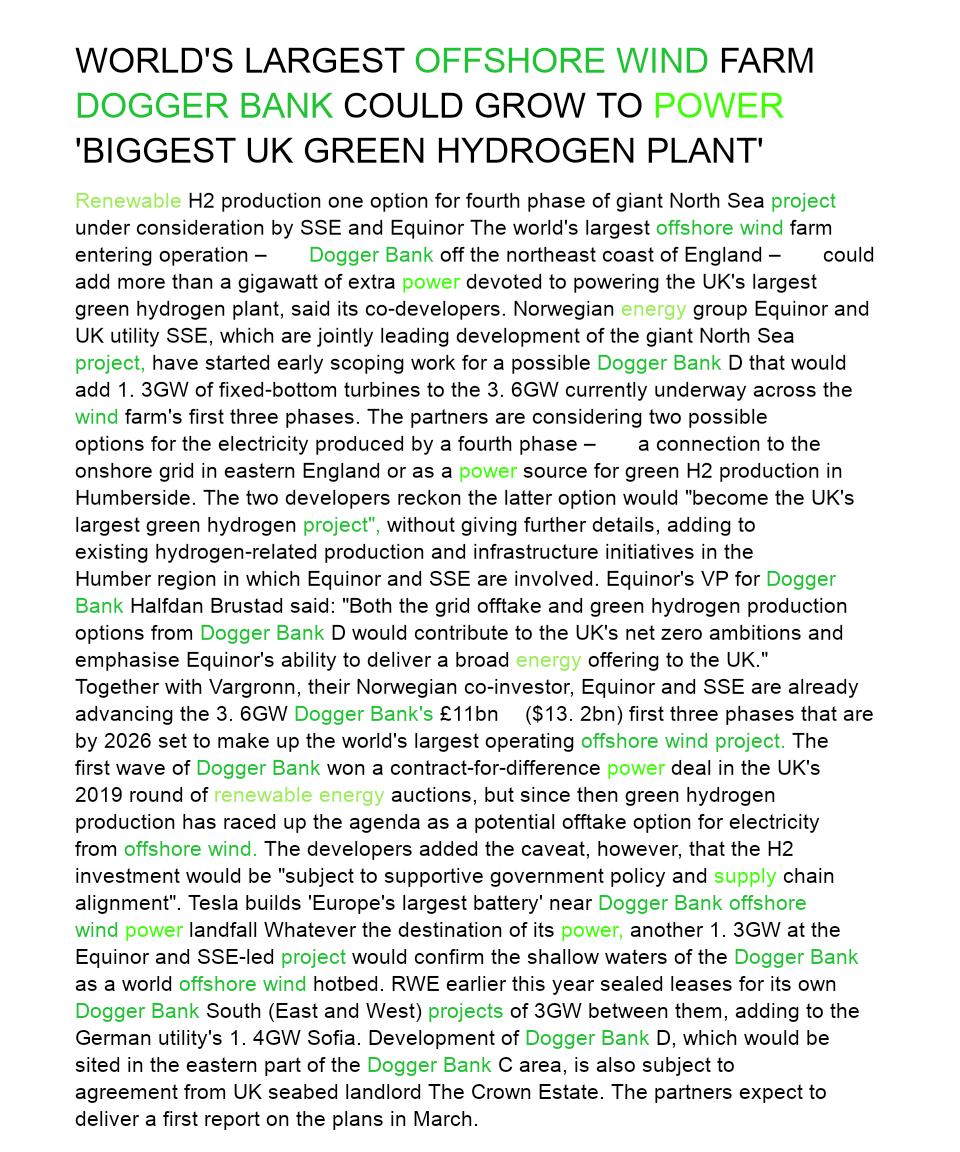 WORLD'S LARGEST OFFSHORE WIND FARM
DOGGER BANK COULD GROW TO POWER
'BIGGEST UK GREEN HYDROGEN PLANT'
Renewable H2 production one option for fourth phase of giant North Sea project
under consideration by SSE and Equinor The world's largest offshore wind farm
entering operation – Dogger Bank off the northeast coast of England – could
add more than a gigawatt of extra power devoted to powering the UK's largest
green hydrogen plant, said its co-developers. Norwegian energy group Equinor and
UK utility SSE, which are jointly leading development of the giant North Sea
project, have started early scoping work for a possible Dogger Bank D that would
add 1. 3GW of fixed-bottom turbines to the 3. 6GW currently underway across the
wind farm's first three phases. The partners are considering two possible
options for the electricity produced by a fourth phase – a connection to the
onshore grid in eastern England or as a power source for green H2 production in
Humberside. The two developers reckon the latter option would "become the UK's
largest green hydrogen project", without giving further details, adding to
existing hydrogen-related production and infrastructure initiatives in the
Humber region in which Equinor and SSE are involved. Equinor's VP for Dogger
Bank Halfdan Brustad said: "Both the grid offtake and green hydrogen production
options from Dogger Bank D would contribute to the UK's net zero ambitions and
emphasise Equinor's ability to deliver a broad energy offering to the UK."
Together with Vargronn, their Norwegian co-investor, Equinor and SSE are already
advancing the 3. 6GW Dogger Bank's £11bn ($13. 2bn) first three phases that are
by 2026 set to make up the world's largest operating offshore wind project. The
first wave of Dogger Bank won a contract-for-difference power deal in the UK's
2019 round of renewable energy auctions, but since then green hydrogen
production has raced up the agenda as a potential offtake option for electricity
from offshore wind. The developers added the caveat, however, that the H2
investment would be "subject to supportive government policy and supply chain
alignment". Tesla builds 'Europe's largest battery' near Dogger Bank offshore
wind power landfall Whatever the destination of its power, another 1. 3GW at the
Equinor and SSE-led project would confirm the shallow waters of the Dogger Bank
as a world offshore wind hotbed. RWE earlier this year sealed leases for its own
Dogger Bank South (East and West) projects of 3GW between them, adding to the
German utility's 1. 4GW Sofia. Development of Dogger Bank D, which would be
sited in the eastern part of the Dogger Bank C area, is also subject to
agreement from UK seabed landlord The Crown Estate. The partners expect to
deliver a first report on the plans in March.